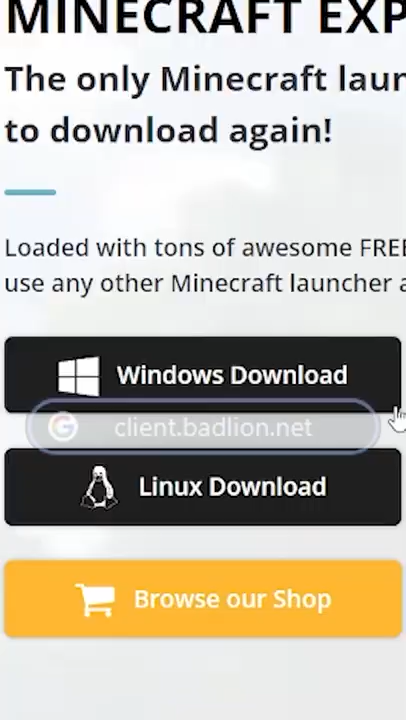 MINECRAFT EXP
The only Minecraft laun
to download again!
Loaded with tons of awesome FREE
use any other Minecraft launcher a
Windows Download
client.badlion.net
Linux Download
Browse our Shop